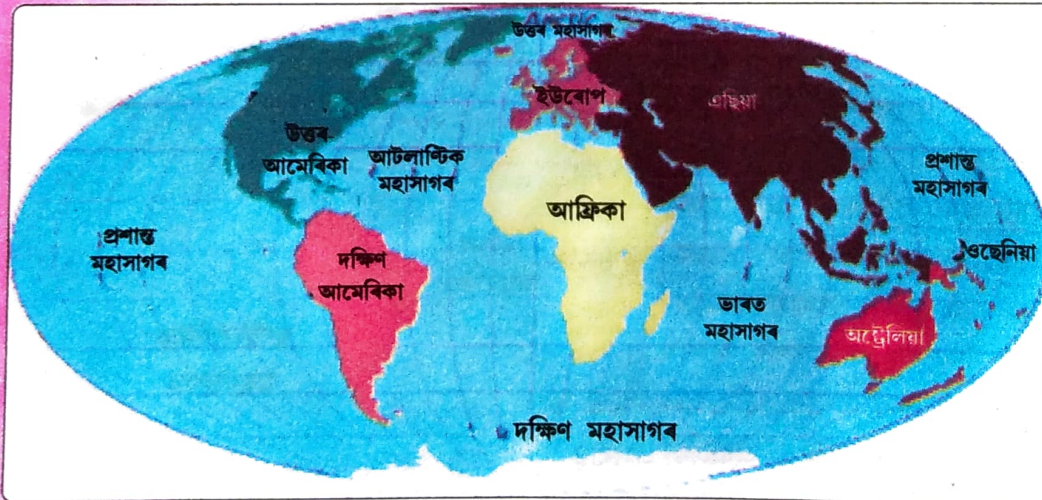 উত্তৰ মহাসাগৰ
ইউৰোপ
এছিয়া
উত্তৰ
আমেৰিকা
আটলাণ্টিক
মহাসাগৰ
প্ৰশান্ত
মহাসাগৰ
আফ্ৰিকা
প্ৰশান্ত
মহাসাগৰ
দক্ষিণ
আমেৰিকা
ওছেনিয়া
ভাৰত
মহাসাগৰ
অষ্ট্ৰেলিয়া
দক্ষিণ মহাসাগৰ